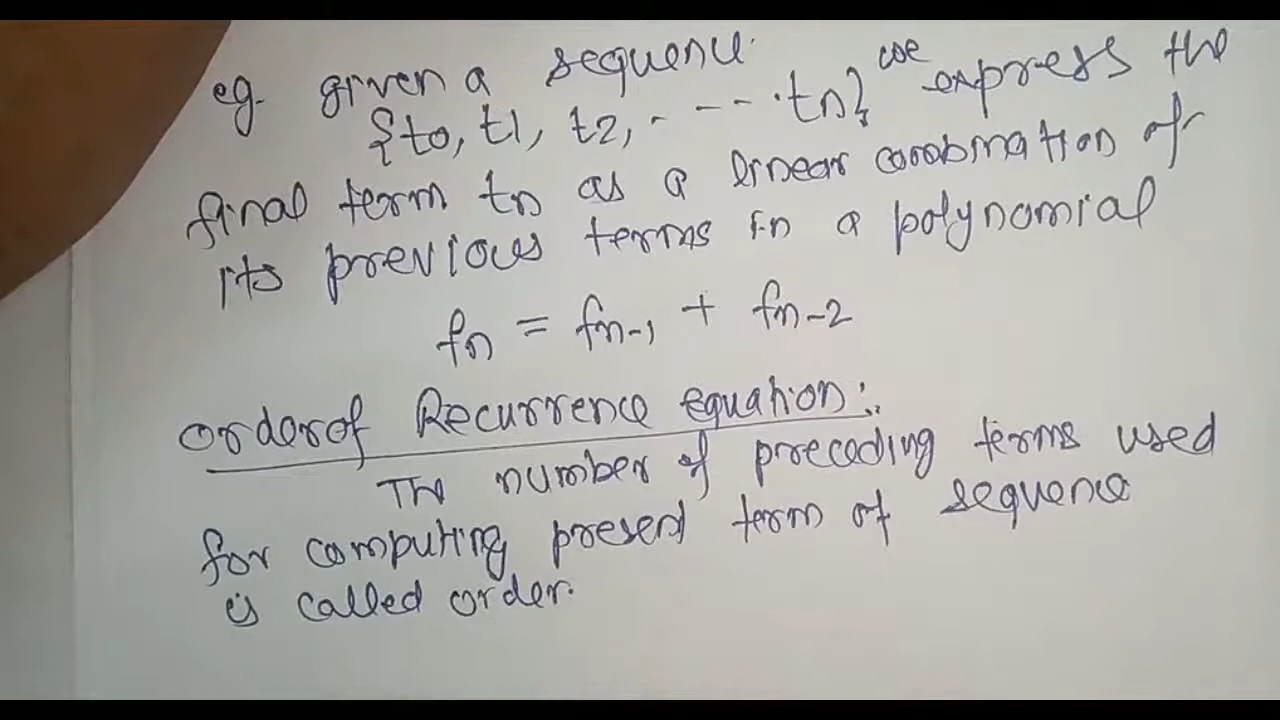 eg. given a sequence
{t0, t1, t2, - - - - .tn} we express the
final term tn as a linear combination of
its previous terms in a polynomial
fn = fn-1 + fn-2
order of Recurrence equation:.
The number of preceding terms used
for computing present term of sequence
is called order.